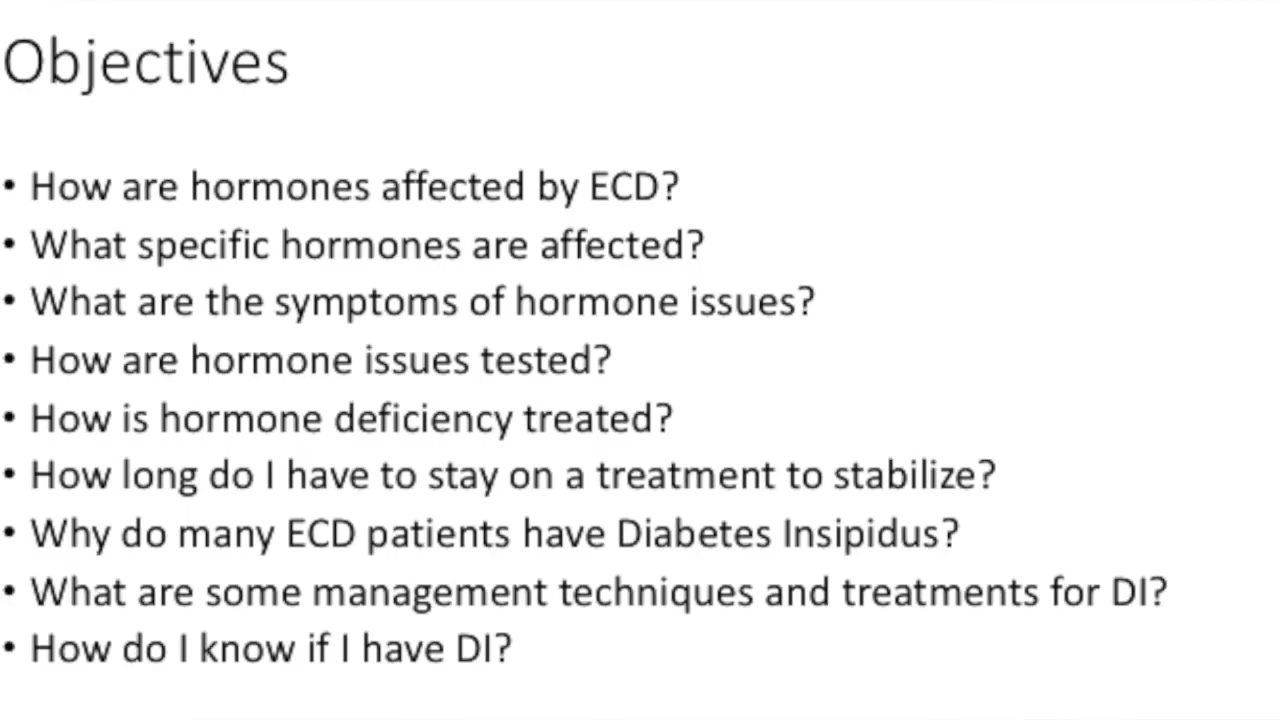 Objectives
• How are hormones affected by ECD?
• What specific hormones are affected?
• What are the symptoms of hormone issues?
• How are hormone issues tested?
• How is hormone deficiency treated?
• How long do I have to stay on a treatment to stabilize?
• Why do many ECD patients have Diabetes Insipidus?
• What are some management techniques and treatments for DI?
• How do I know if I have DI?